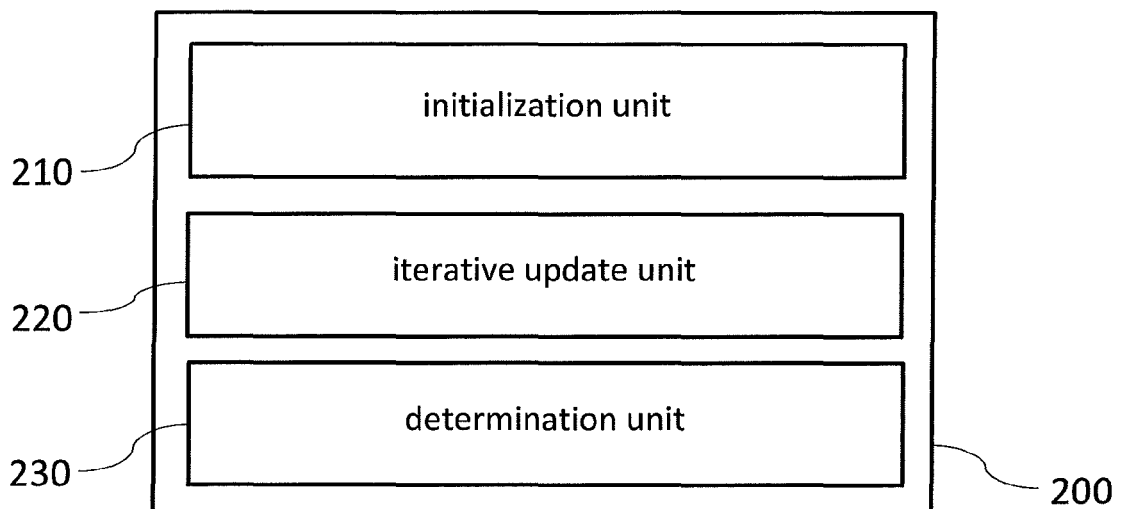 initialization unit
210
iterative update unit
220
determination unit
230
200